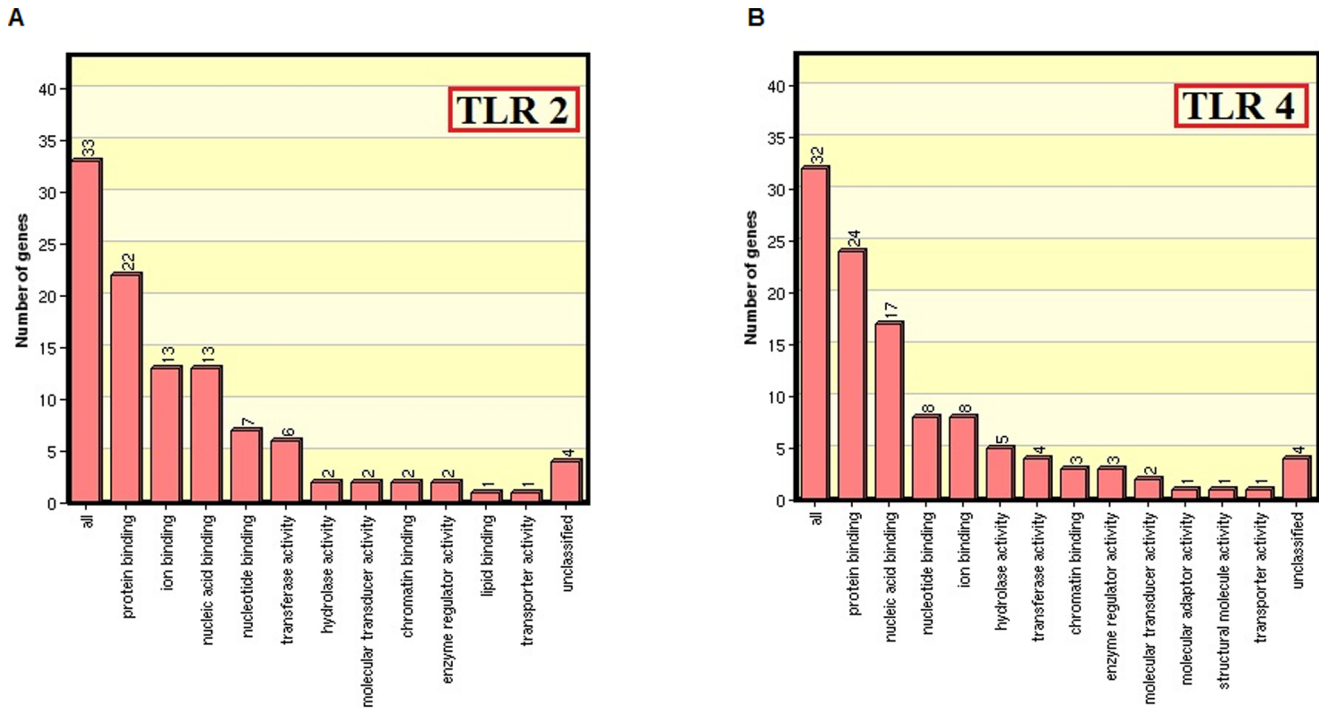 A
TLR 2
Number of genes
40
35
30
25
20
15
10
5
0
33
22
13
13
7
6
2
2
2
2
1
1
4
all
protein binding
ion binding
nucleic acid binding
nucleotide binding
transferase activity
hydrolase activity
molecular transducer activity
chromatin binding
enzyme regulator activity
lipid binding
transporter activity
unclassified
B
TLR 4
Number of genes
40
35
30
25
20
15
10
5
0
32
24
17
8
8
5
4
3
3
2
1
1
1
4
all
protein binding
nucleic acid binding
nucleotide binding
ion binding
hydrolase activity
transferase activity
chromatin binding
enzyme regulator activity
molecular transducer activity
molecular adaptor activity
structural molecule activity
transporter activity
unclassified